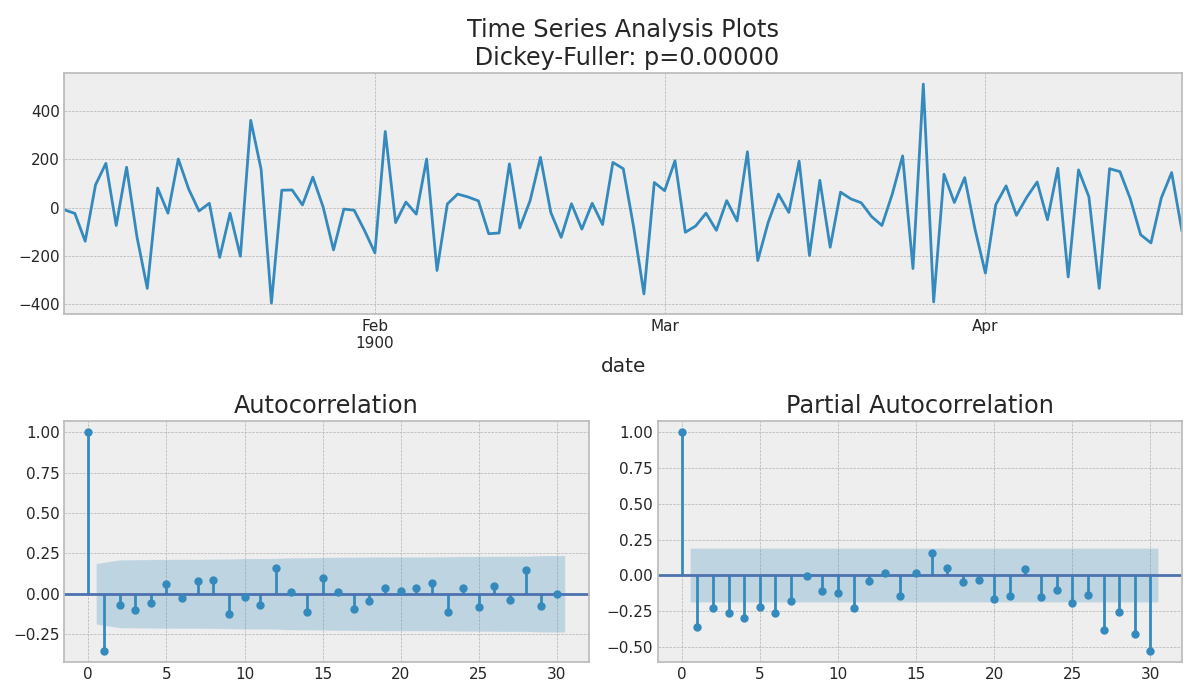 Time Series Analysis Plots
Dickey-Fuller: p=0.00000
400
200
0
−200
−400
Feb
1900
Mar
Apr
date
Autocorrelation
1.00
0.75
0.50
0.25
0.00
−0.25
0 5 10 15 20 25 30
Partial Autocorrelation
1.00
0.75
0.50
0.25
0.00
−0.25
−0.50
0 5 10 15 20 25 30